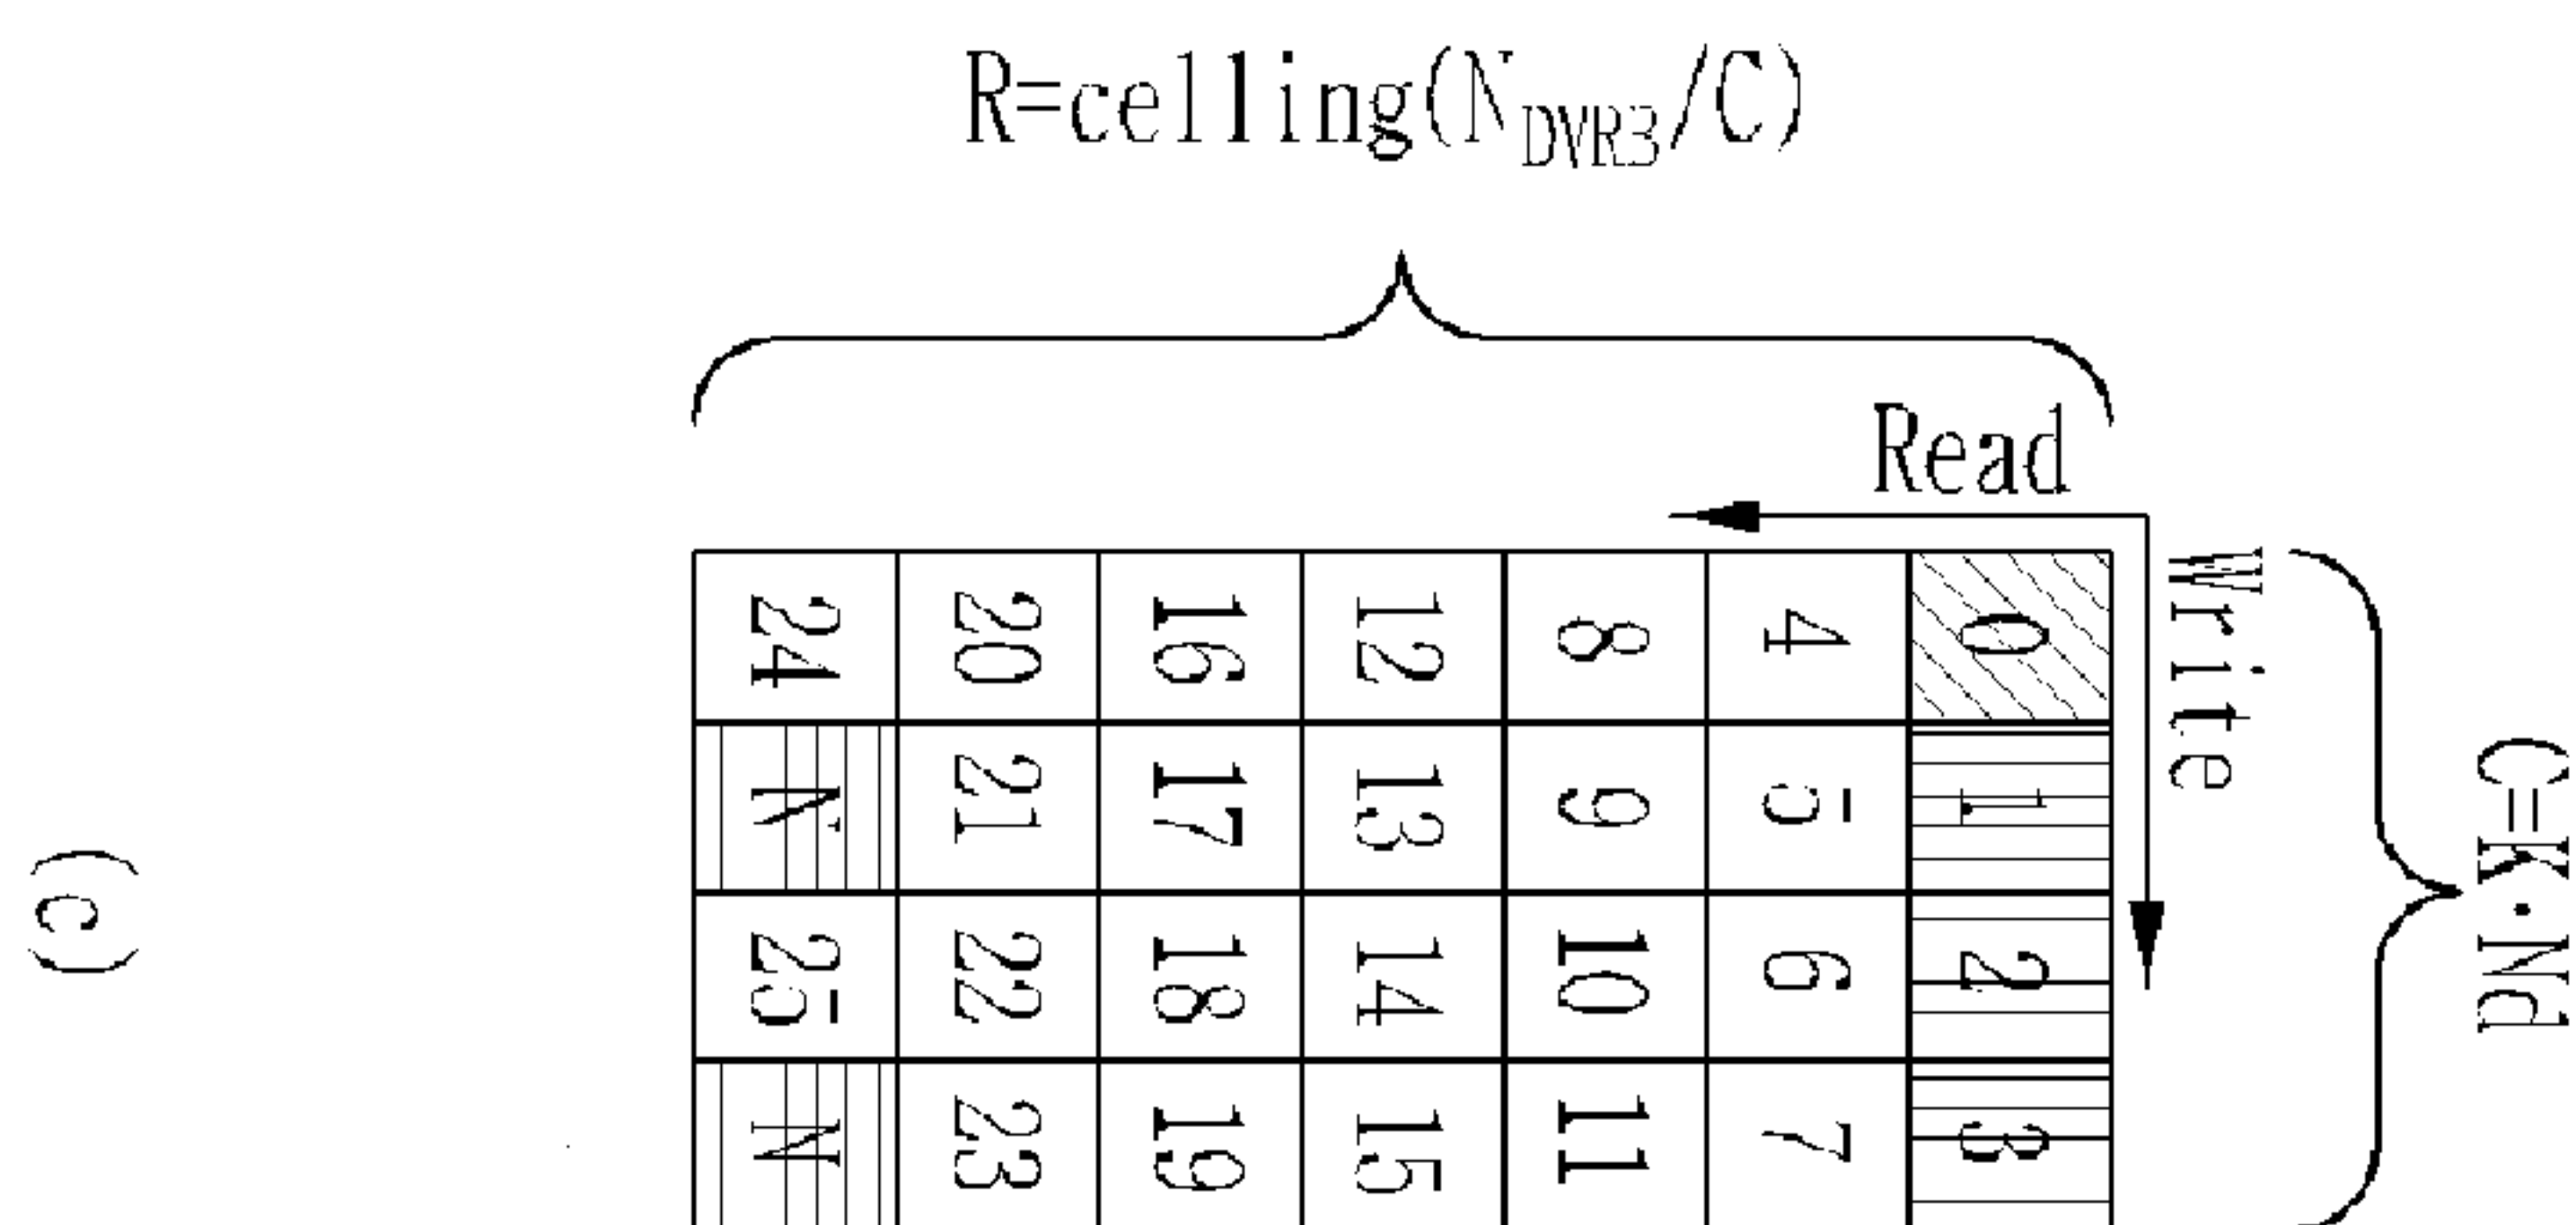 R=celling(N_DVR3/C)
Read
Write
C=K·Nd
24 20 16 12 8 4 0
N 21 17 13 9 5 1
25 22 18 14 10 6 2
N 23 19 15 11 7 3
(c)